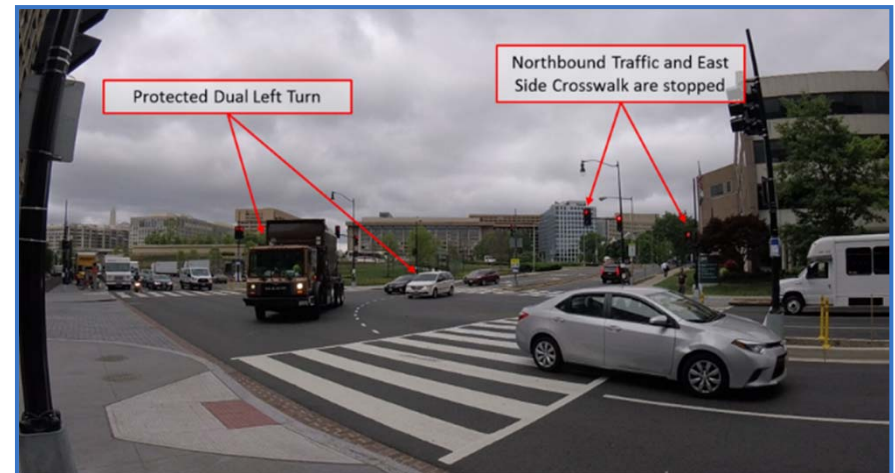 Protected Dual Left Turn
Northbound Traffic and East
Side Crosswalk are stopped